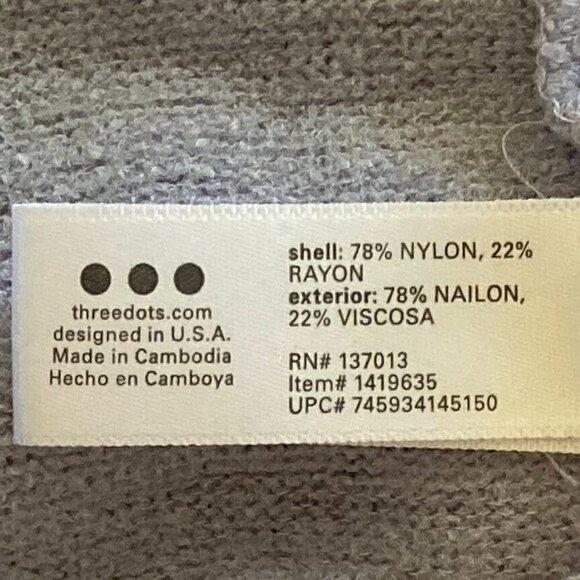 threedots.com
designed in U.S.A.
Made in Cambodia
Hecho en Camboya
shell: 78% NYLON, 22%
RAYON
exterior: 78% NAILON,
22% VISCOSA
RN# 137013
Item# 1419635
UPC# 745934145150